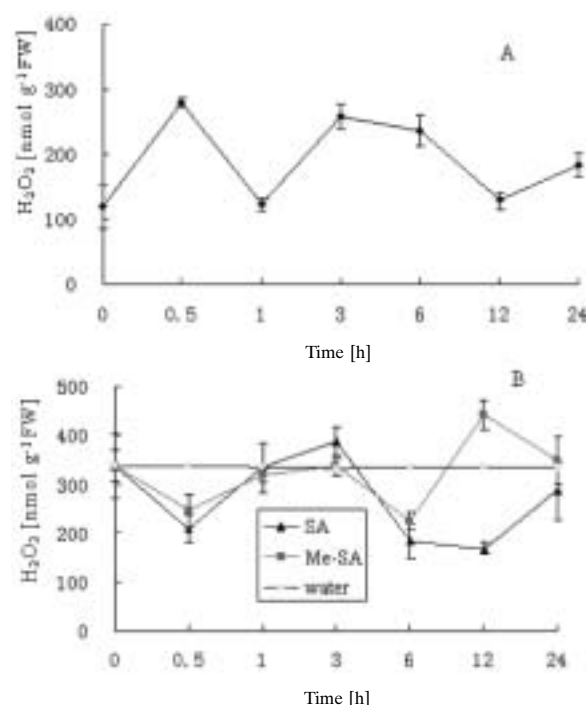 400
A
300
200
100
0
H₂O₂ [nmol g⁻¹FW]
0 0.5 1 3 6 12 24
Time [h]
B
500
400
300
200
100
0
H₂O₂ [nmol g⁻¹FW]
SA
Me-SA
water
0 0.5 1 3 6 12 24
Time [h]